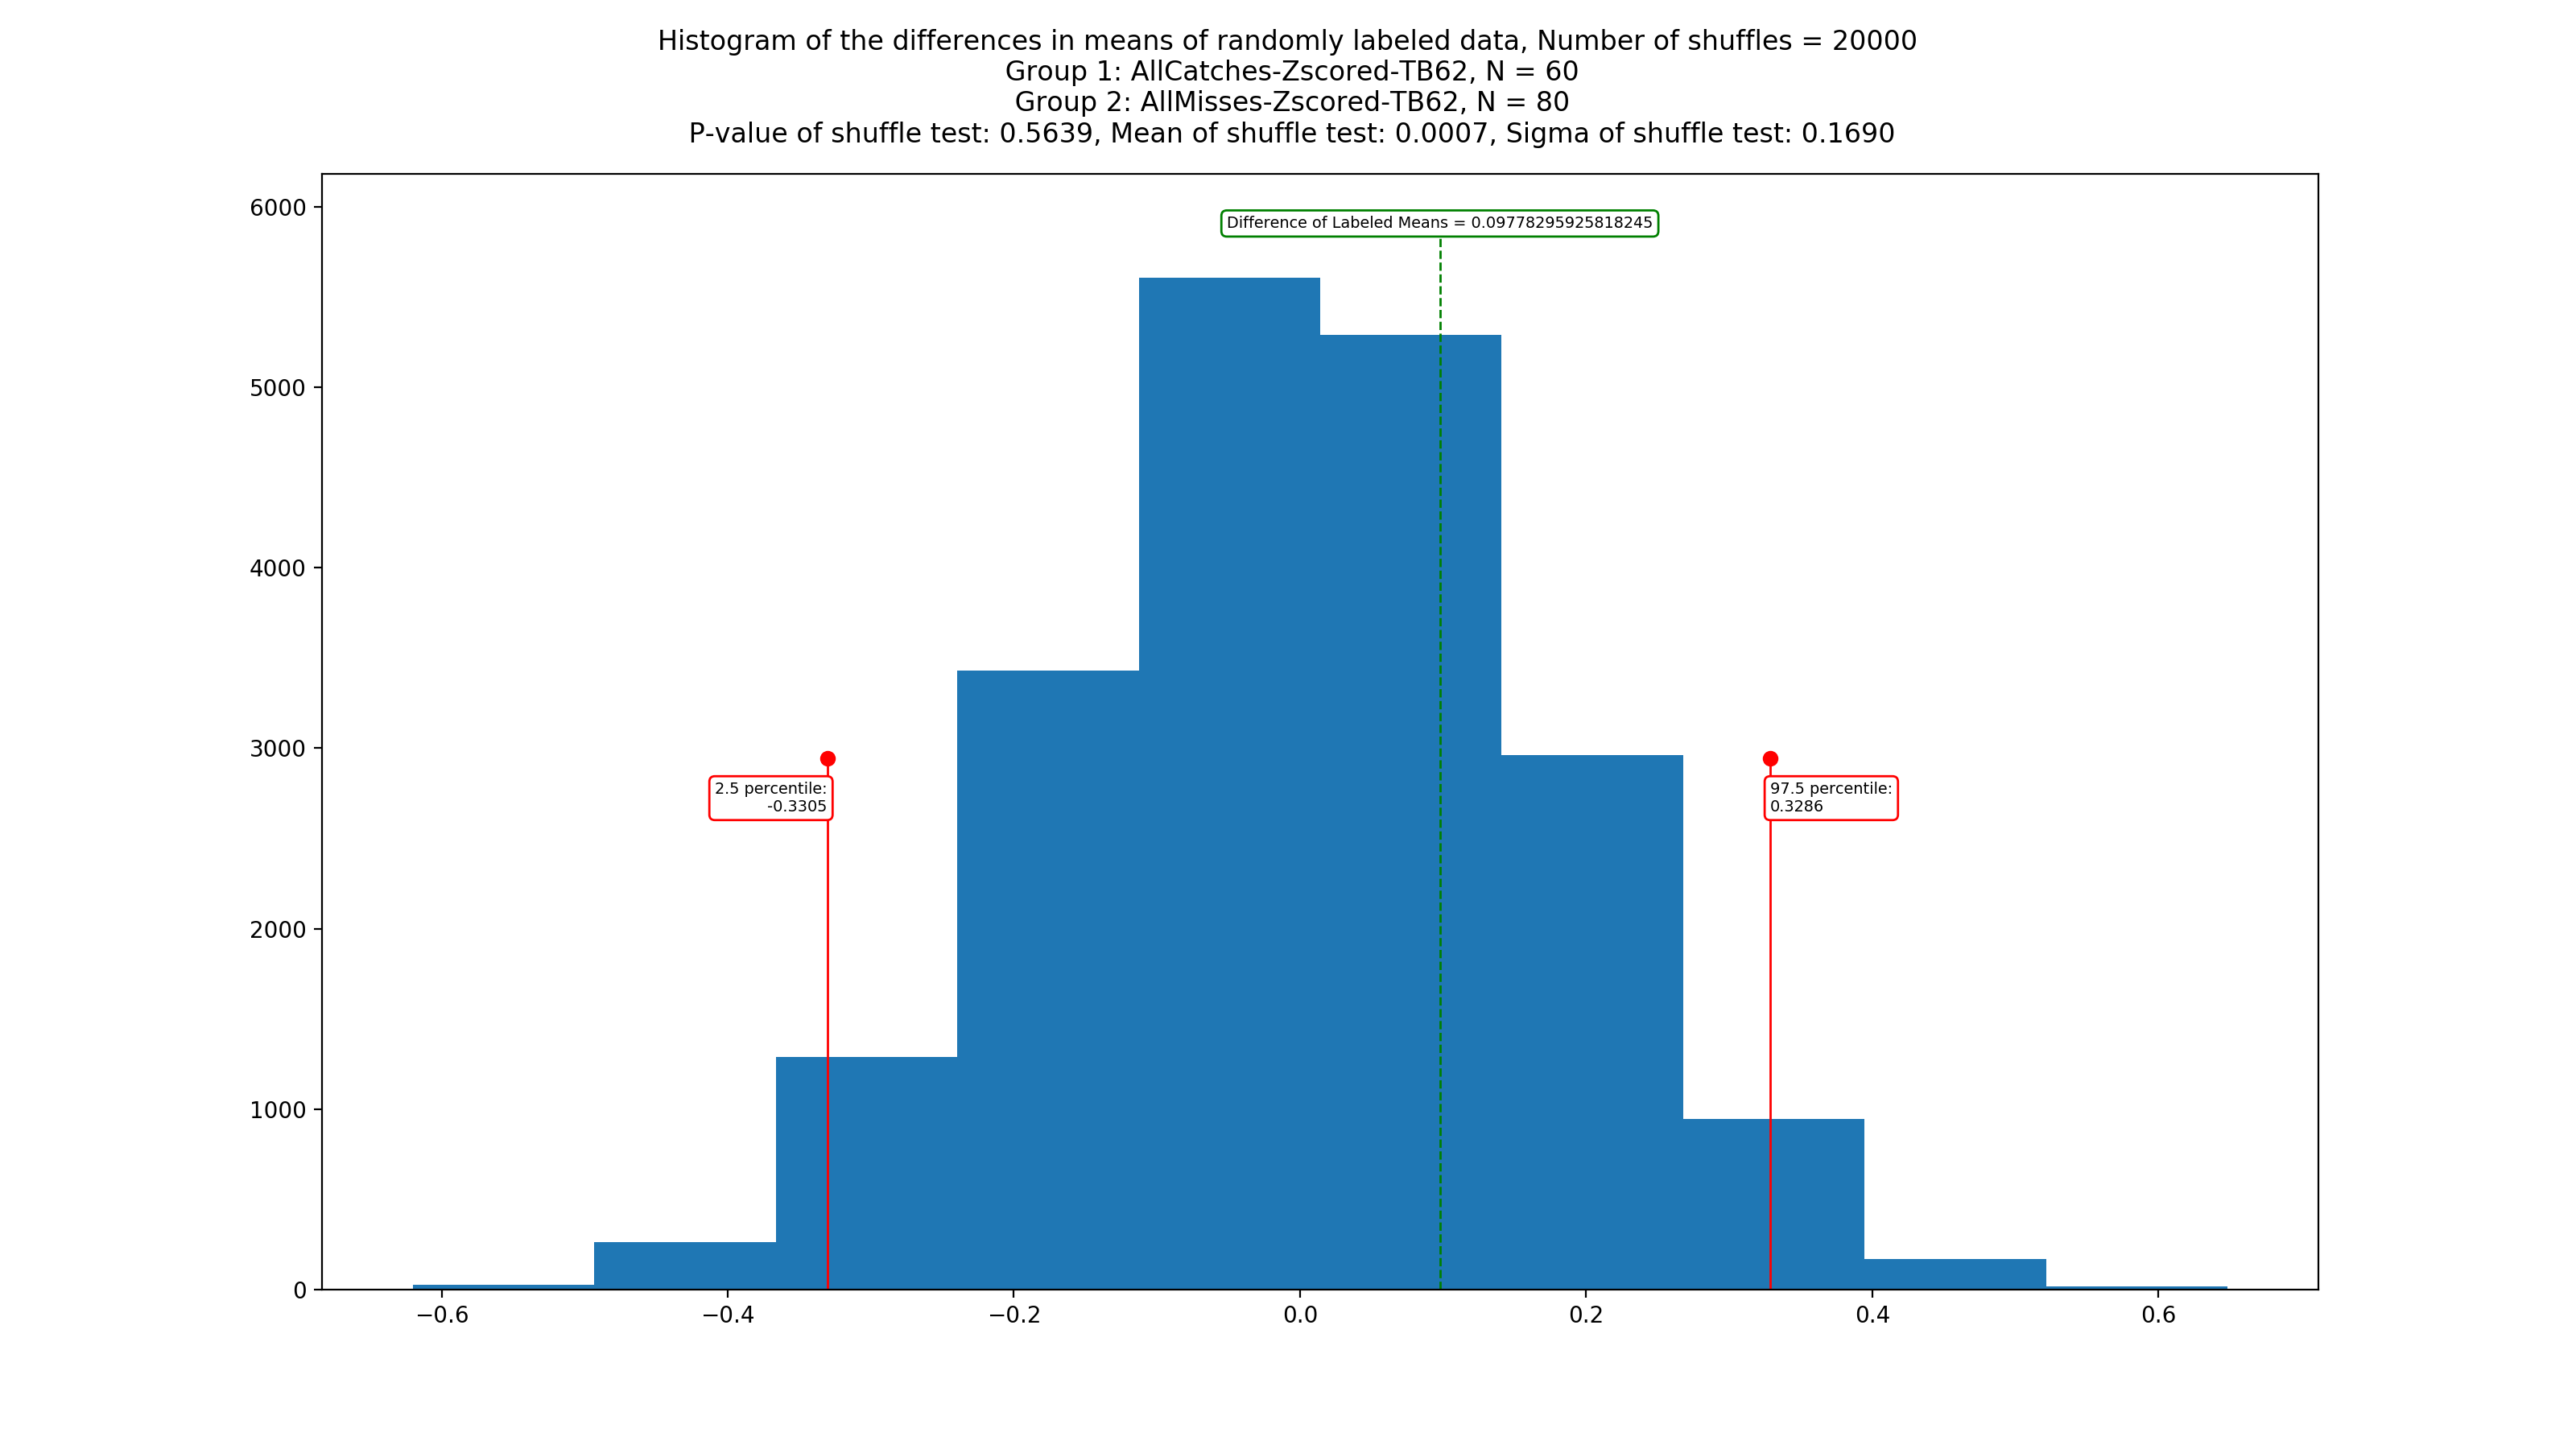 Histogram of the differences in means of randomly labeled data, Number of shuffles = 20000
Group 1: AllCatches-Zscored-TB62, N = 60
Group 2: AllMisses-Zscored-TB62, N = 80
P-value of shuffle test: 0.5639, Mean of shuffle test: 0.0007, Sigma of shuffle test: 0.1690
6000
Difference of Labeled Means = 0.09778295925818245
5000
4000
3000
2.5 percentile:
-0.3305
97.5 percentile:
0.3286
2000
1000
0
−0.6
−0.4
−0.2
0.0
0.2
0.4
0.6